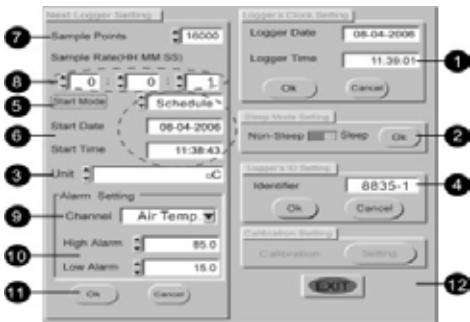 Next Logger Setting
7 Sample Points 16000
Sample Rate(HH:MM:SS)
8 0 : 0 : 1
5 Start Mode Schedule
6 Start Date 08-04-2006
Start Time 11:38:43
3 Unit oC
Alarm Setting
9 Channel Air Temp.
10 High Alarm 85.0
Low Alarm 15.0
11 Ok Cancel
Logger's Clock Setting
Logger Date 08-04-2006
Logger Time 11.39.01 1
Ok Cancel
Sleep Mode Setting
Non-Sleep Sleep Ok 2
Logger's ID Setting
Identifier 8835-1 4
Ok Cancel
Calibration Setting
Calibration Setting
EXIT 12